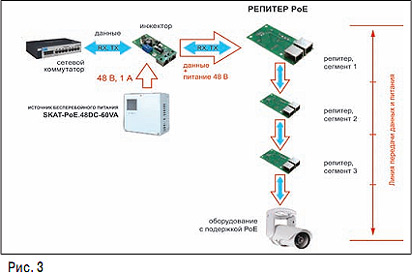 РЕПИТЕР PoE
данные
инжектор
RX, TX
RX, TX
данные
+
питание 48 В
сетевой
коммутатор
48 В, 1 А
ИСТОЧНИК БЕСПЕРЕБОЙНОГО ПИТАНИЯ
SKAT-PoE.48DC-60VA
репитер,
сегмент 1
репитер,
сегмент 2
репитер,
сегмент 3
оборудование
с поддержкой PoE
Линия передачи данных и питания
Рис. 3